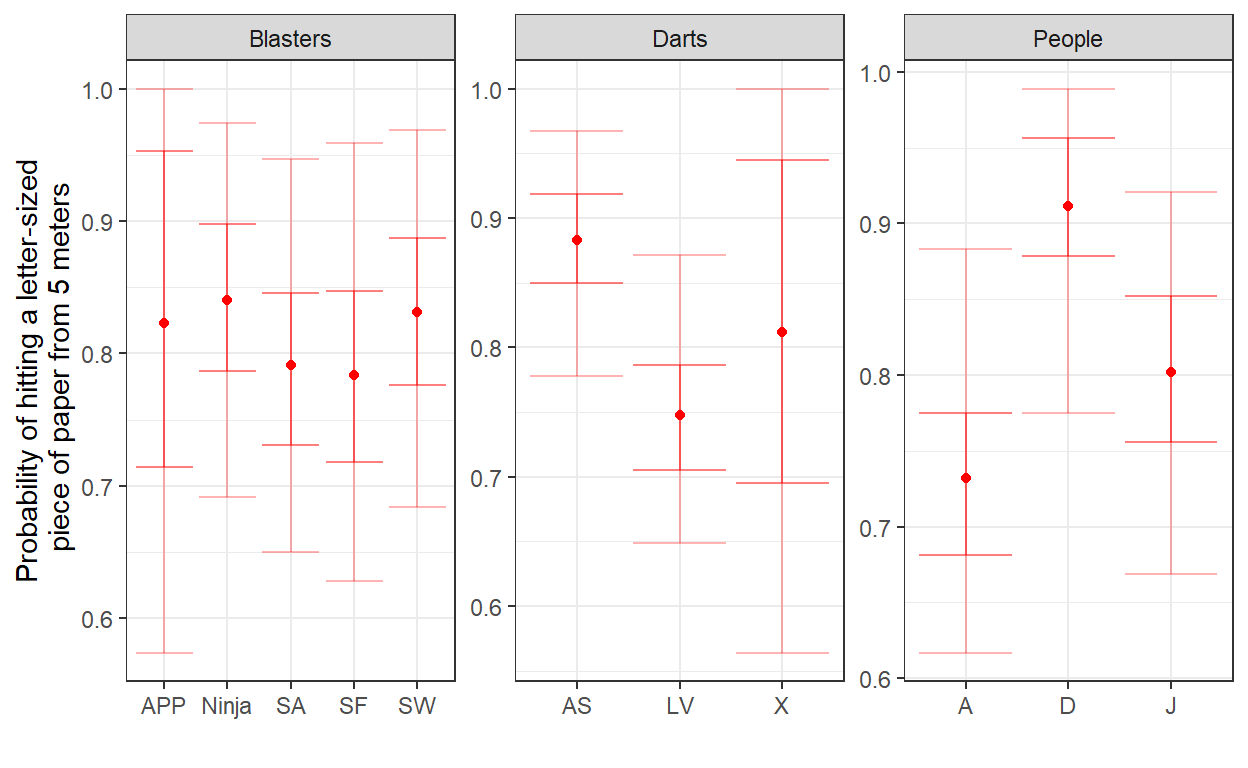 Blasters
Darts
People
Probability of hitting a letter-sized
piece of paper from 5 meters
1.0
0.9
0.8
0.7
0.6
APP Ninja SA SF SW
1.0
0.9
0.8
0.7
0.6
AS LV X
1.0
0.9
0.8
0.7
0.6
A D J